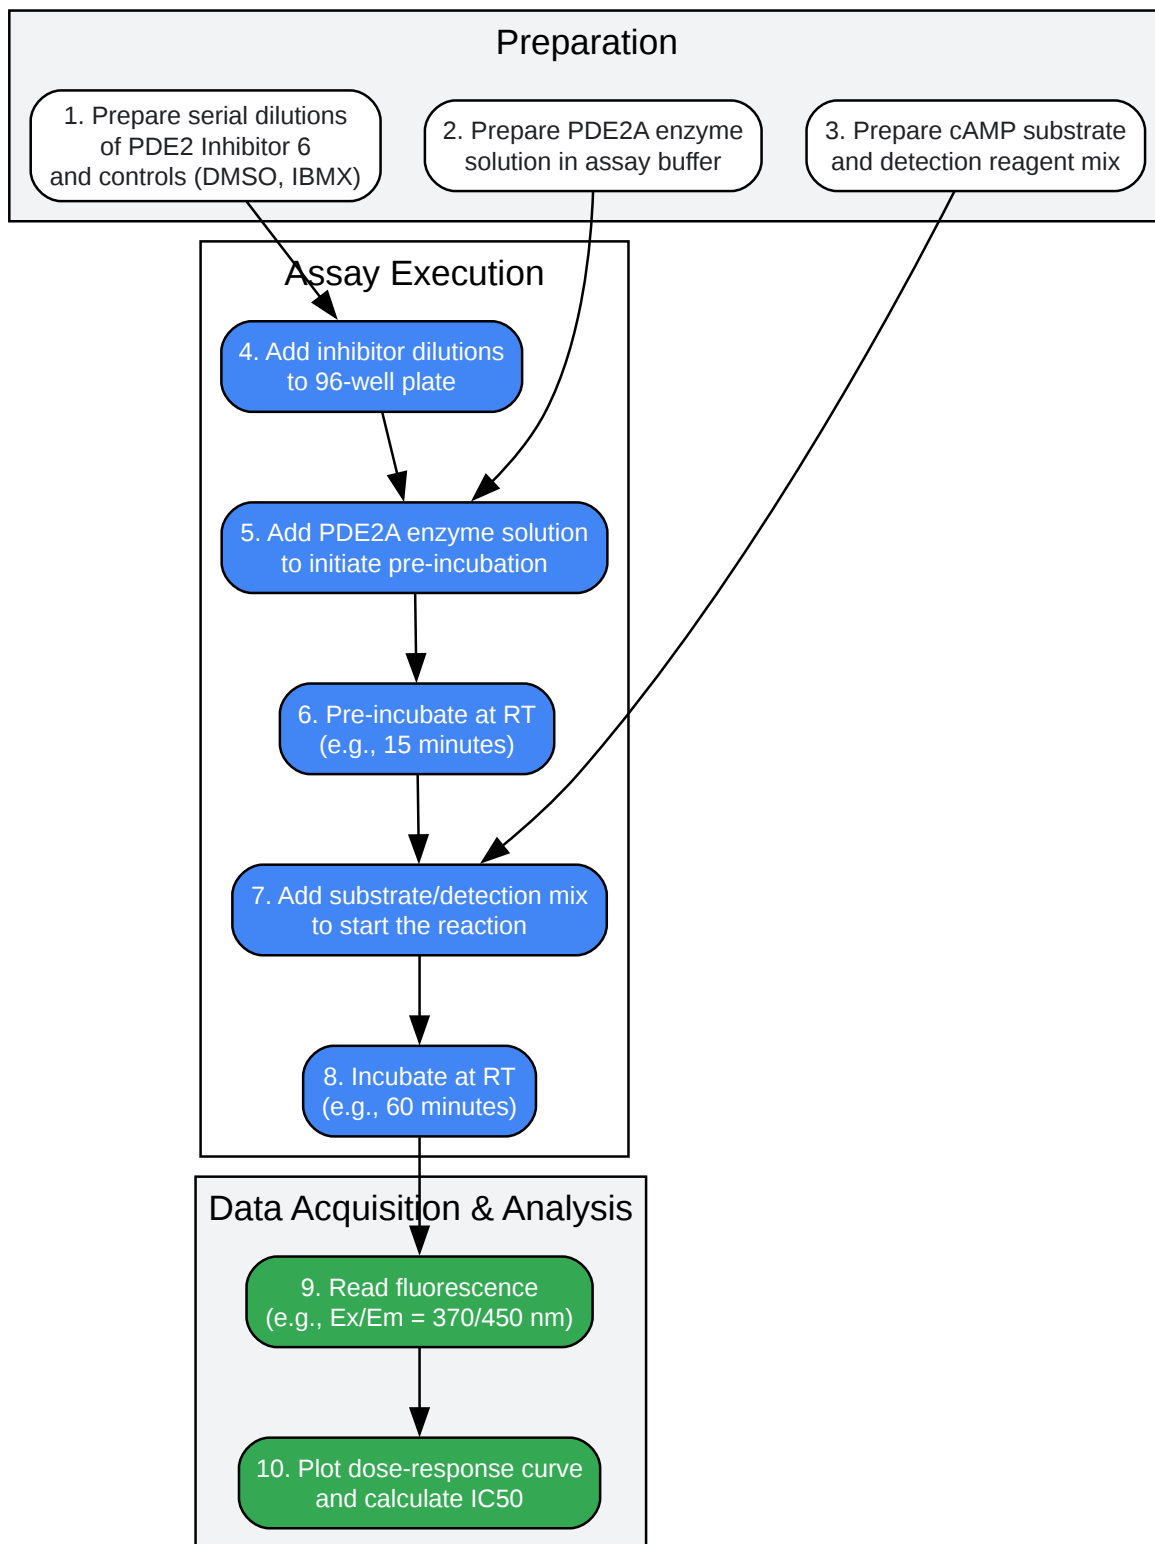 Preparation
1. Prepare serial dilutions
of PDE2 Inhibitor 6
and controls (DMSO, IBMX)
2. Prepare PDE2A enzyme
solution in assay buffer
3. Prepare cAMP substrate
and detection reagent mix
Assay Execution
4. Add inhibitor dilutions
to 96-well plate
5. Add PDE2A enzyme solution
to initiate pre-incubation
6. Pre-incubate at RT
(e.g., 15 minutes)
7. Add substrate/detection mix
to start the reaction
8. Incubate at RT
(e.g., 60 minutes)
Data Acquisition & Analysis
9. Read fluorescence
(e.g., Ex/Em = 370/450 nm)
10. Plot dose-response curve
and calculate IC50